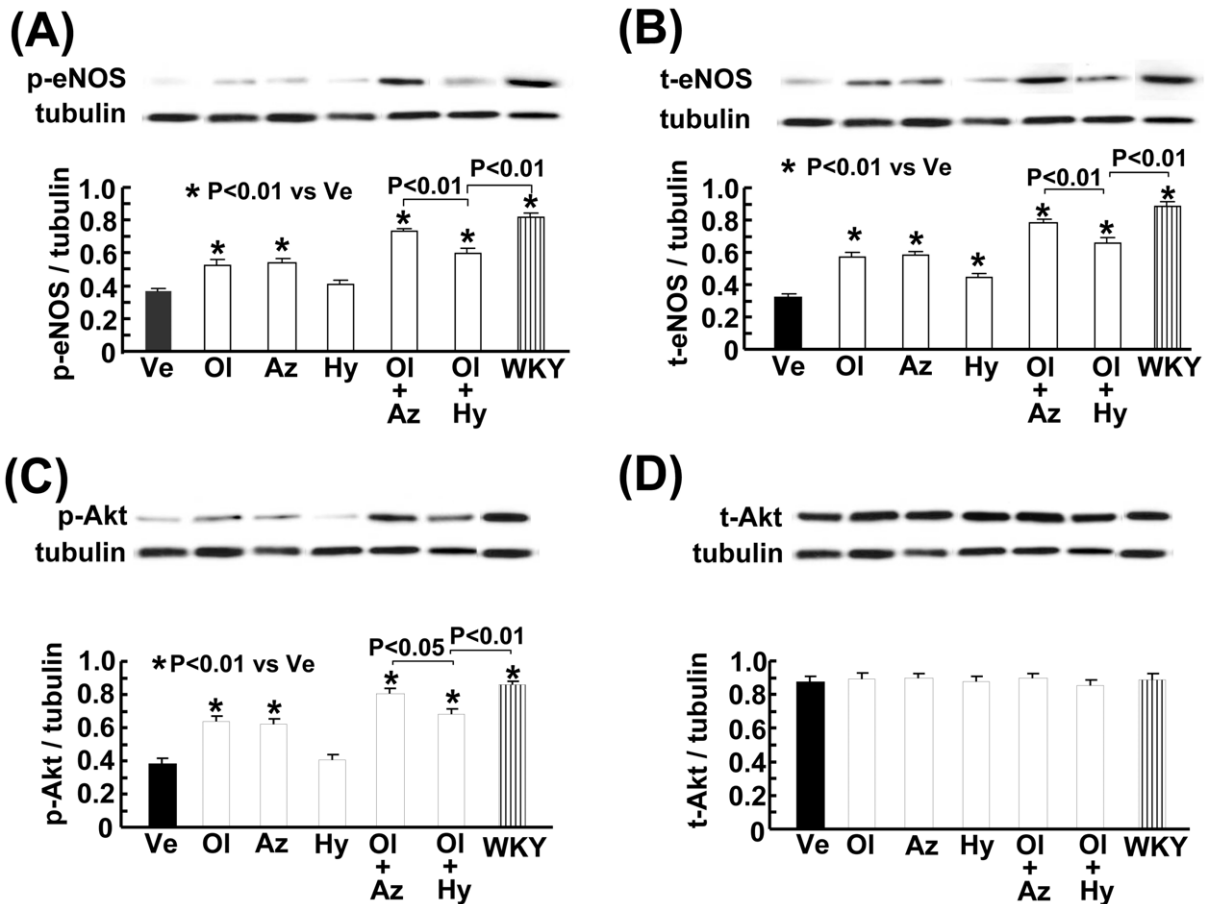 (A)
p-eNOS
tubulin
* P<0.01 vs Ve
P<0.01
P<0.01
* * * * *
p-eNOS / tubulin
1.0
0.8
0.6
0.4
0.2
0
Ve Ol Az Hy Ol + Az Ol + Hy WKY
(B)
t-eNOS
tubulin
* P<0.01 vs Ve
P<0.01
P<0.01
* * * * * *
t-eNOS / tubulin
1.0
0.8
0.6
0.4
0.2
0
Ve Ol Az Hy Ol + Az Ol + Hy WKY
(C)
p-Akt
tubulin
*P<0.01 vs Ve
P<0.05
P<0.01
* * * * *
p-Akt / tubulin
1.0
0.8
0.6
0.4
0.2
0
Ve Ol Az Hy Ol + Az Ol + Hy WKY
(D)
t-Akt
tubulin
t-Akt / tubulin
1.0
0.8
0.6
0.4
0.2
0
Ve Ol Az Hy Ol + Az Ol + Hy WKY